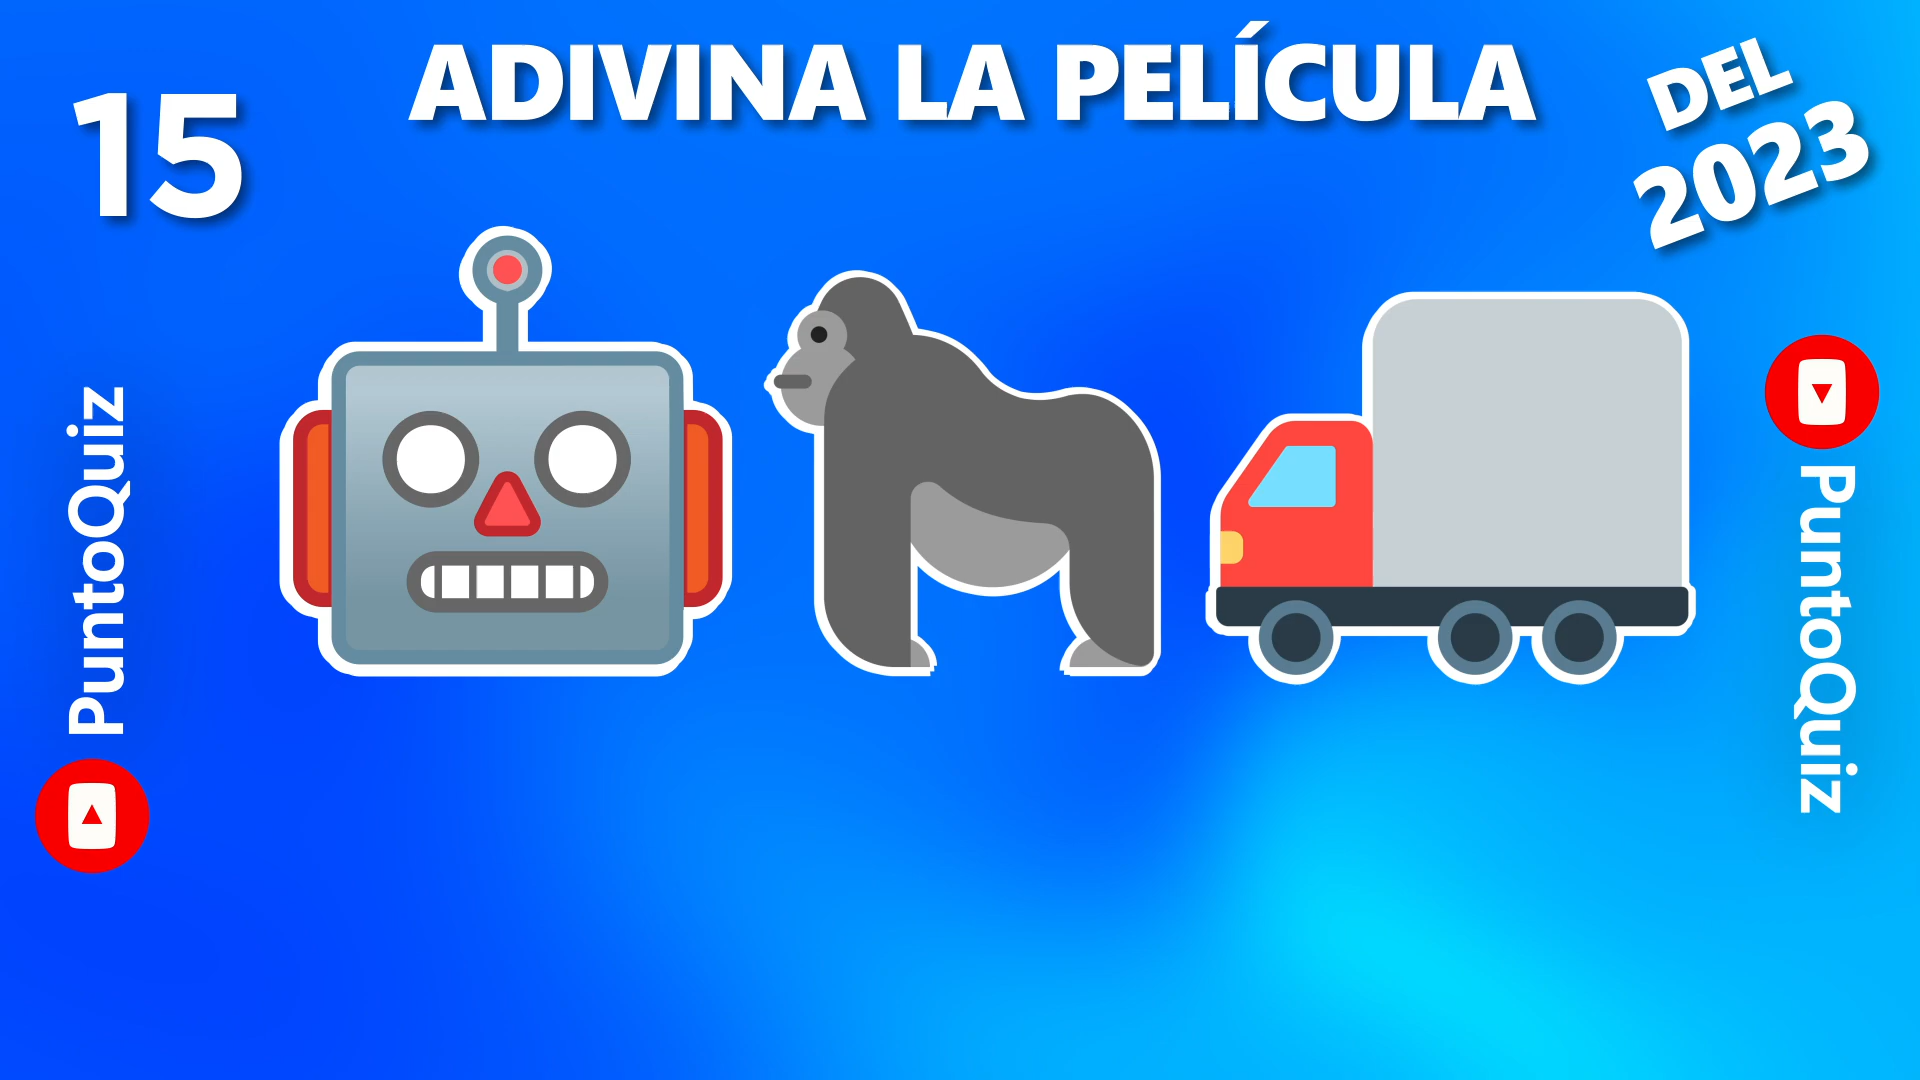 15
ADIVINA LA PELÍCULA
DEL
2023
PuntoQuiz
PuntoQuiz